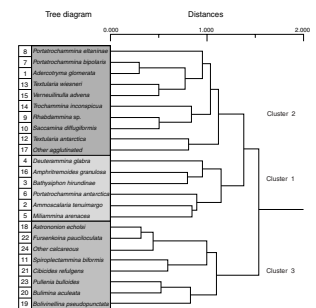 Tree diagram Distances
0.000 1.000 2.000
8 Portatrochammina eltaninae
7 Portatrochammina bipolaris
1 Adercotryma glomerata
13 Textularia wiesneri
15 Verneuilinulla advena
14 Trochammina inconspicua
9 Rhabdammina sp.
10 Saccamina diffugiformis
12 Textularia antarctica
17 Other agglutinated
Cluster 2
4 Deuterammina glabra
16 Amphitremoides granulosa
3 Bathysiphon hirundinae
6 Portatrochammina antarctica
2 Ammoscalaria tenuimargo
5 Miliammina arenacea
Cluster 1
18 Astrononion echolsi
22 Fursenkoina pauciloculata
24 Other calcareous
11 Spiroplectammina biformis
21 Cibicides refulgens
23 Pullenia bulloides
20 Bulimina aculeata
19 Bolivinellina pseudopunctata
Cluster 3